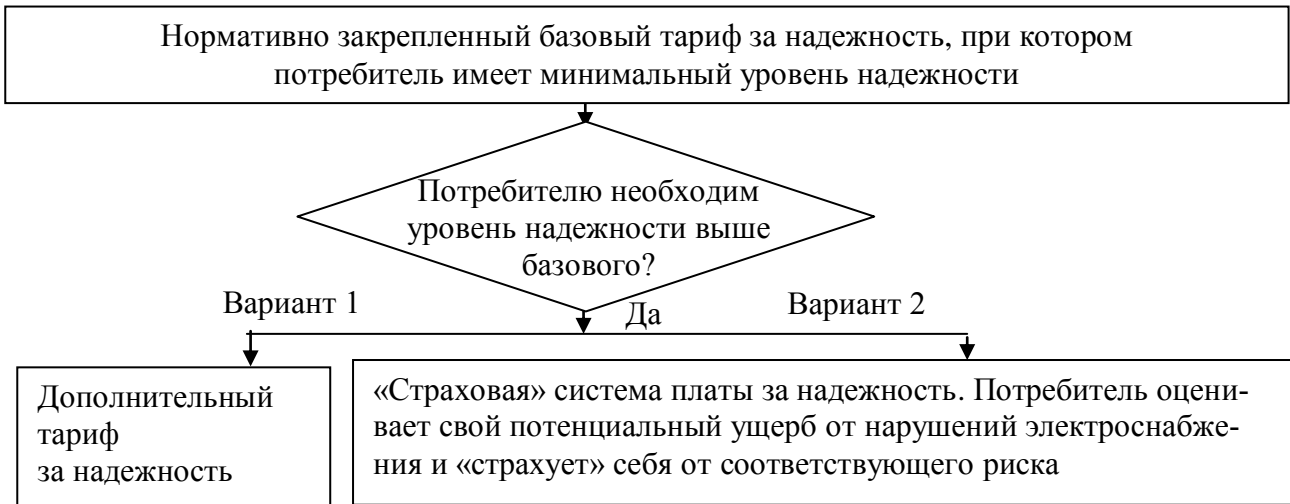 Нормативно закрепленный базовый тариф за надежность, при котором
потребитель имеет минимальный уровень надежности
Потребителю необходим
уровень надежности выше
базового?
Вариант 1
Да
Вариант 2
Дополнительный
тариф
за надежность
«Страховая» система платы за надежность. Потребитель оцени-
вает свой потенциальный ущерб от нарушений электроснабже-
ния и «страхует» себя от соответствующего риска